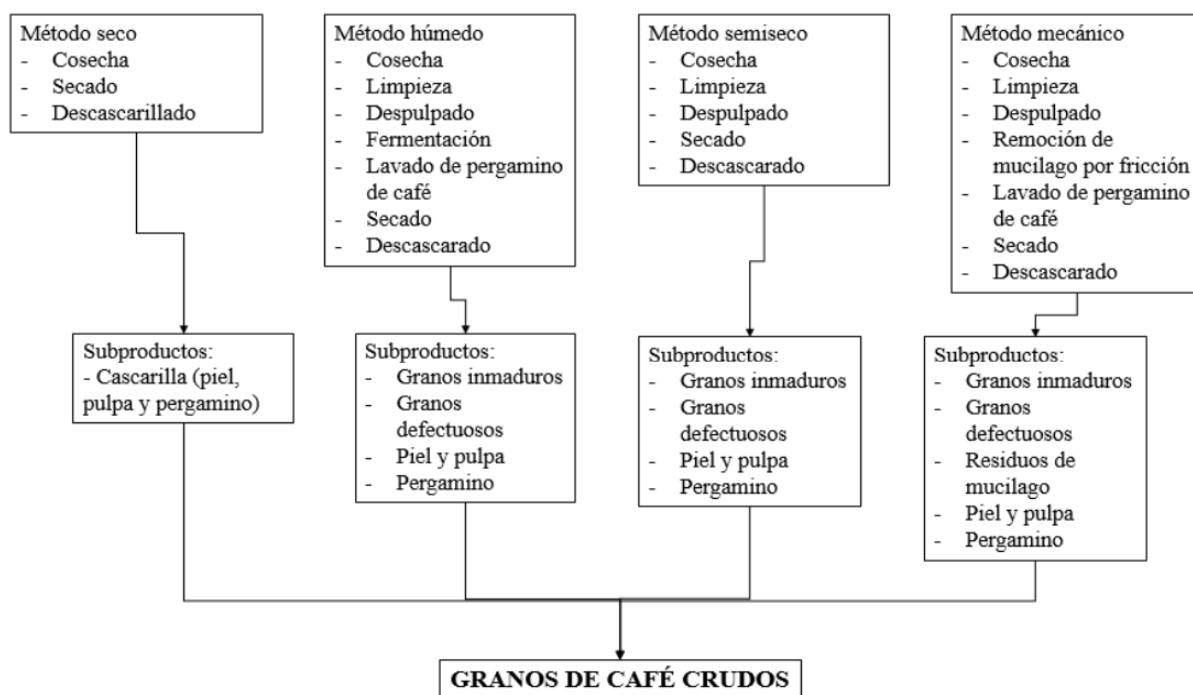 Método seco
- Cosecha
- Secado
- Descascarillado
Método húmedo
- Cosecha
- Limpieza
- Despulpado
- Fermentación
- Lavado de pergamino
de café
- Secado
- Descascarado
Método semiseco
- Cosecha
- Limpieza
- Despulpado
- Secado
- Descascarado
Método mecánico
- Cosecha
- Limpieza
- Despulpado
- Remoción de
mucilago por fricción
- Lavado de pergamino
de café
- Secado
- Descascarado
Subproductos:
- Cascarilla (piel,
pulpa y pergamino)
Subproductos:
- Granos inmaduros
- Granos
defectuosos
- Piel y pulpa
- Pergamino
Subproductos:
- Granos inmaduros
- Granos
defectuosos
- Piel y pulpa
- Pergamino
Subproductos:
- Granos inmaduros
- Granos
defectuosos
- Residuos de
mucilago
- Piel y pulpa
- Pergamino
GRANOS DE CAFÉ CRUDOS